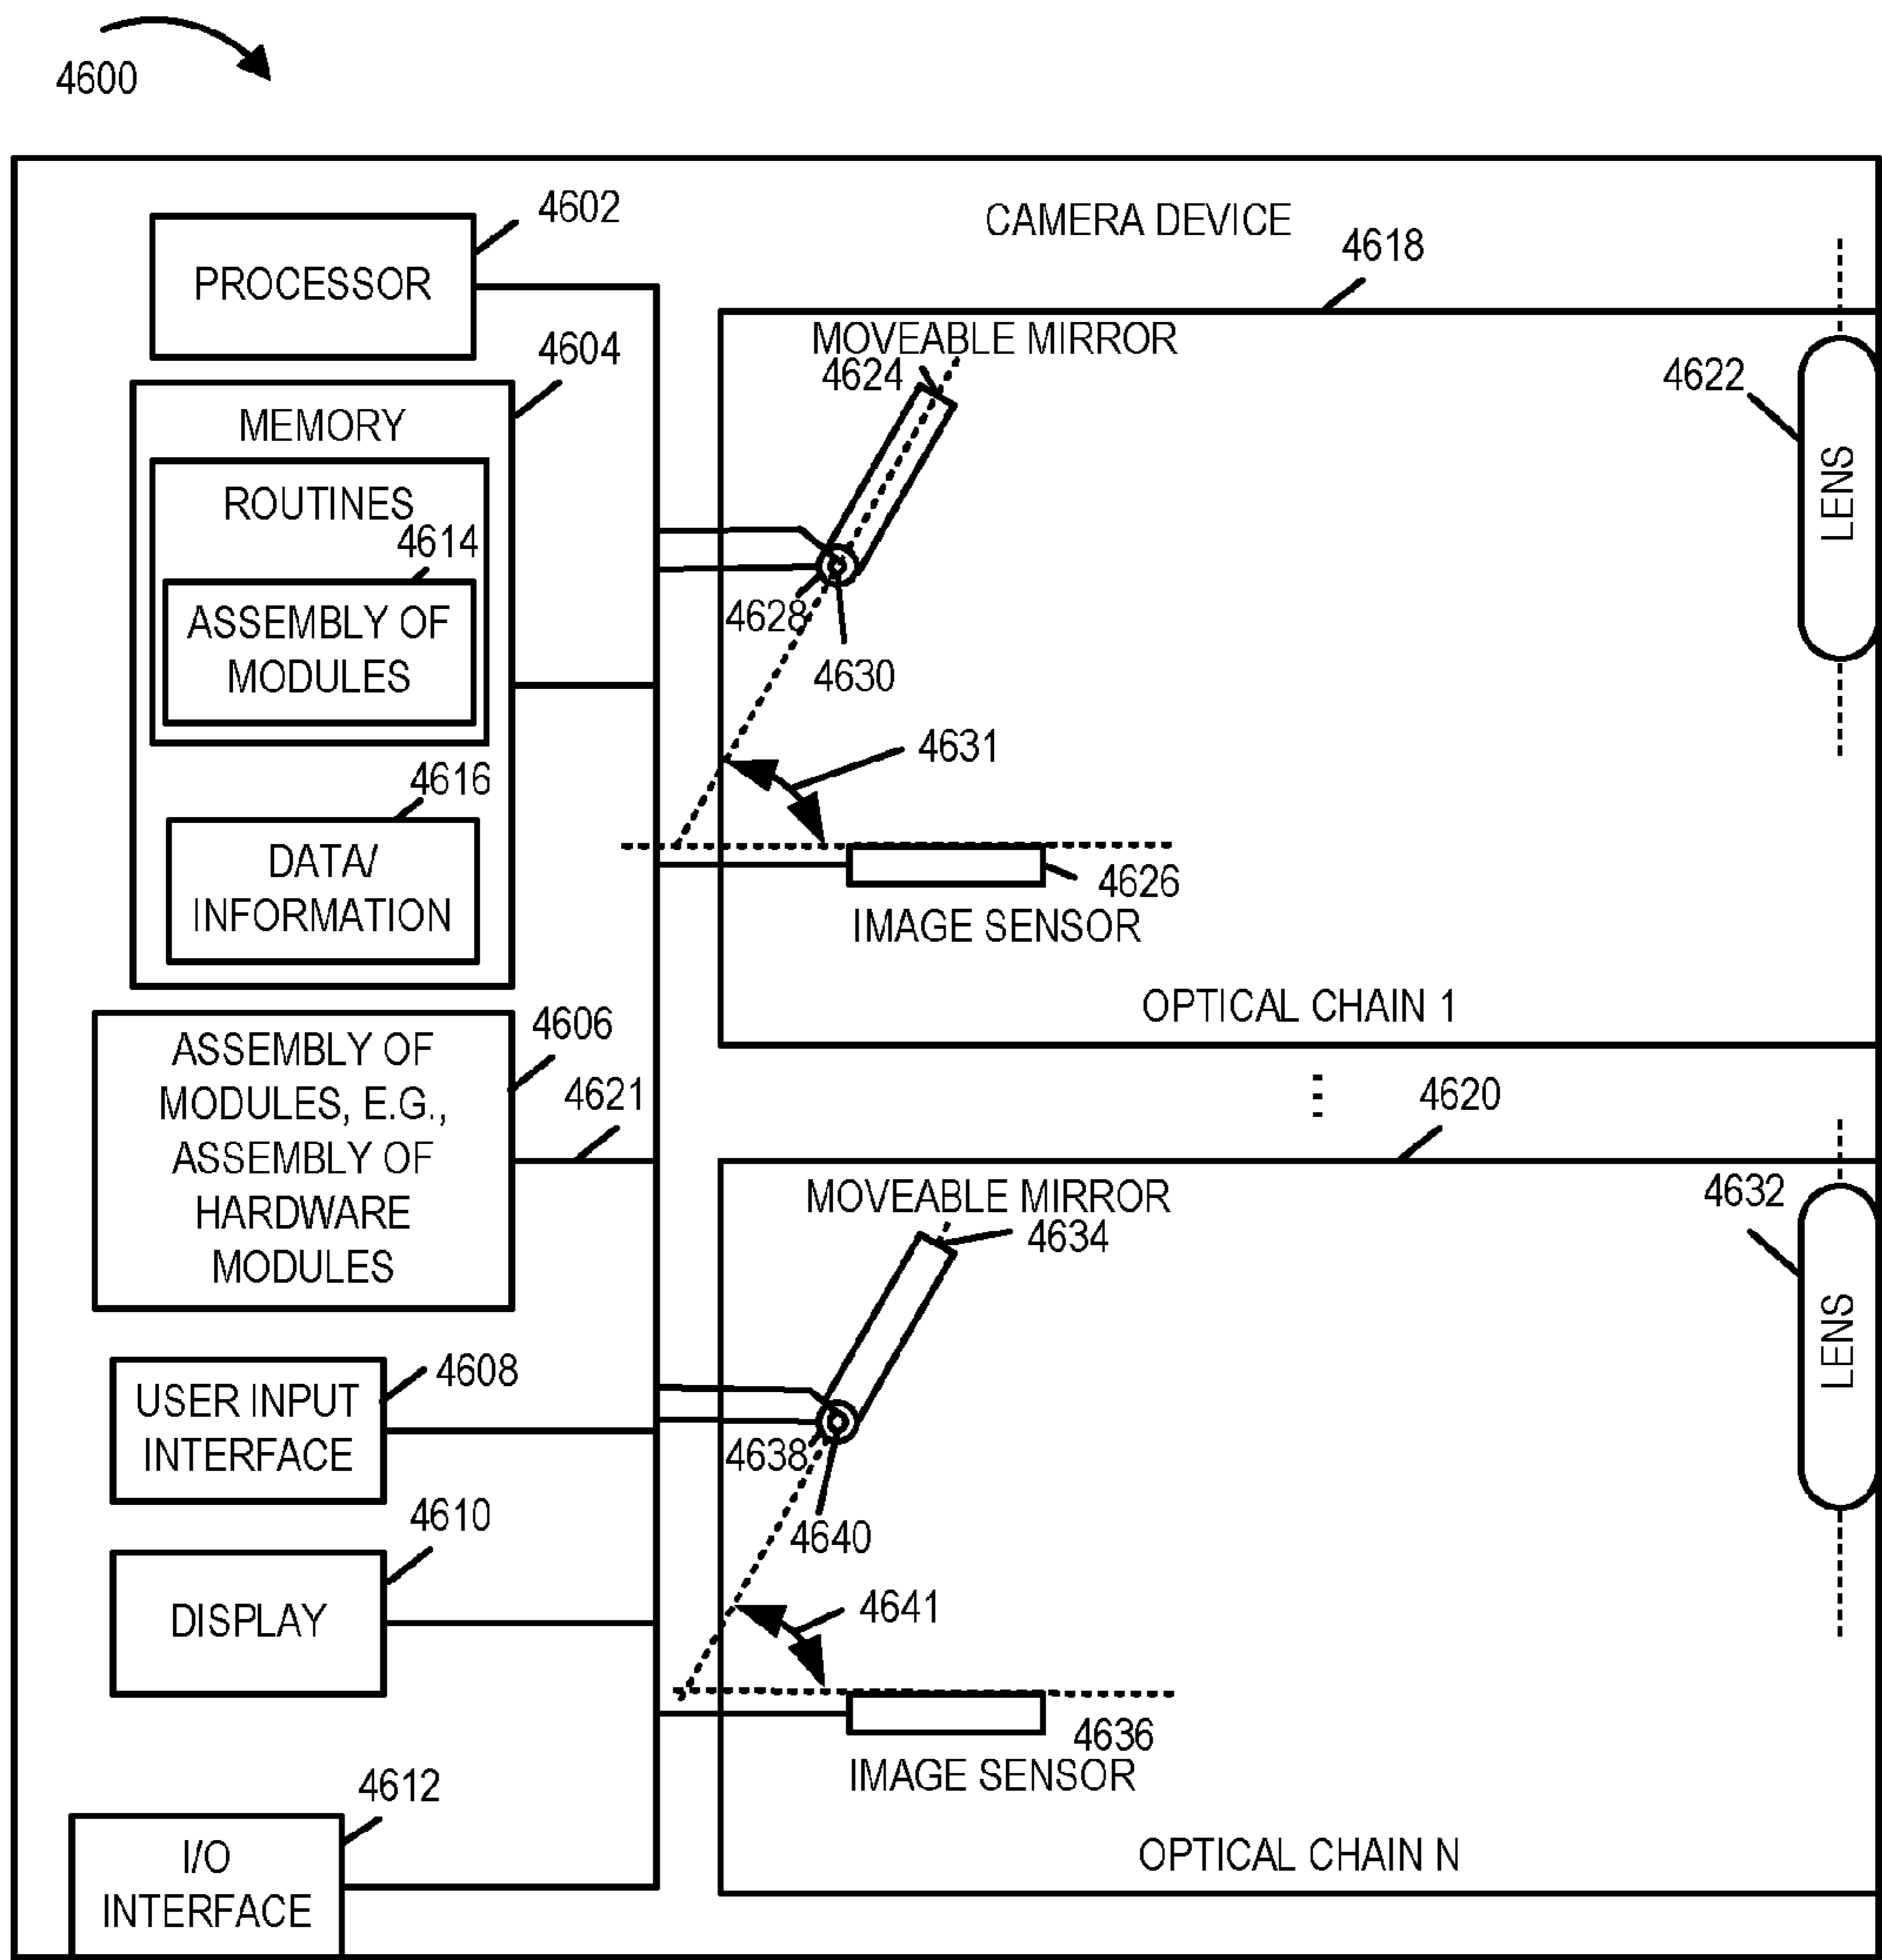 4600
CAMERA DEVICE
4602
PROCESSOR
4604
MEMORY
ROUTINES
4614
ASSEMBLY OF
MODULES
4616
DATA/
INFORMATION
4606
ASSEMBLY OF
MODULES, E.G.,
ASSEMBLY OF
HARDWARE
MODULES
4621
4608
USER INPUT
INTERFACE
4610
DISPLAY
4612
I/O
INTERFACE
4618
MOVEABLE MIRROR
4624
4622
LENS
4628
4630
4631
4626
IMAGE SENSOR
OPTICAL CHAIN 1
4620
MOVEABLE MIRROR
4634
4632
LENS
4638
4640
4641
4636
IMAGE SENSOR
OPTICAL CHAIN N